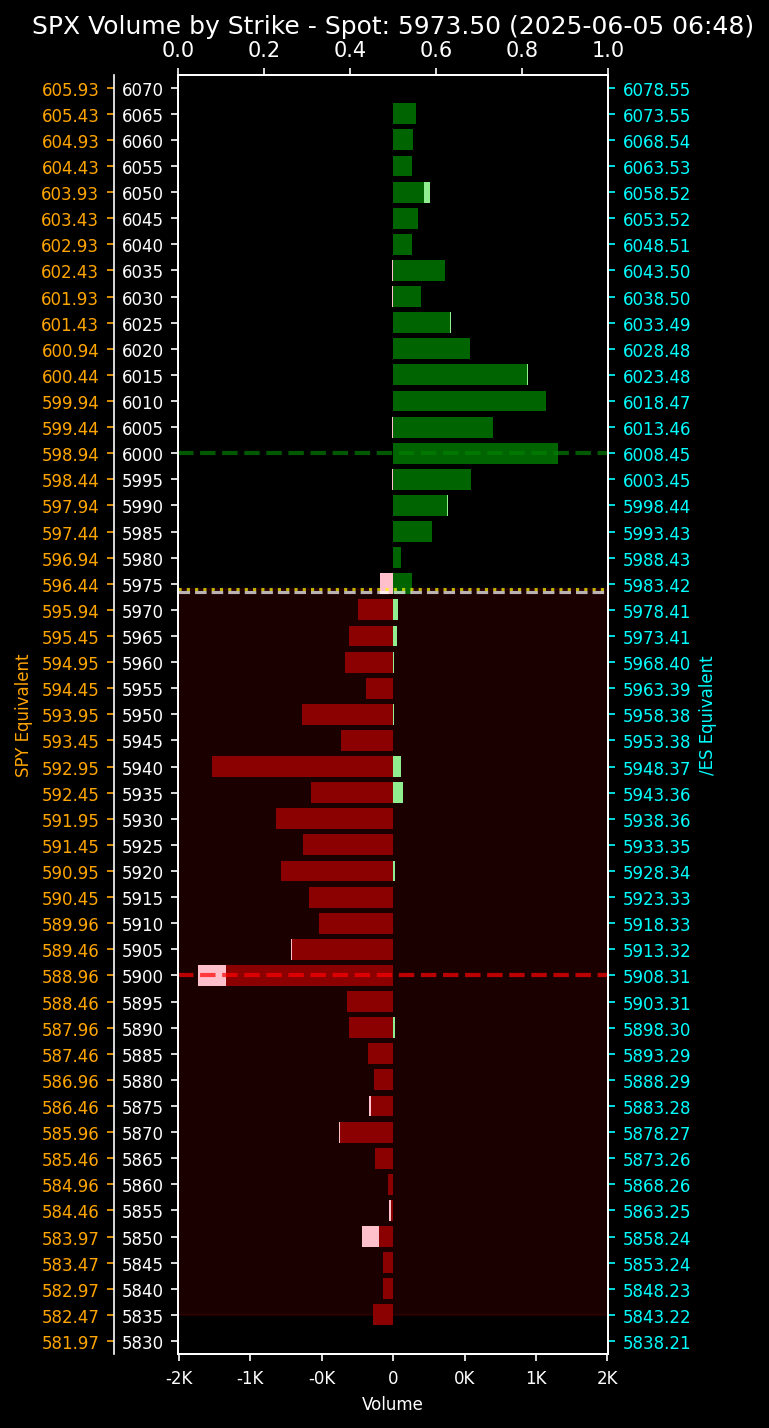 SPX Volume by Strike - Spot: 5973.50 (2025-06-05 06:48)
0.0 0.2 0.4 0.6 0.8 1.0
605.93 6070 6078.55
605.43 6065 6073.55
604.93 6060 6068.54
604.43 6055 6063.53
603.93 6050 6058.52
603.43 6045 6053.52
602.93 6040 6048.51
602.43 6035 6043.50
601.93 6030 6038.50
601.43 6025 6033.49
600.94 6020 6028.48
600.44 6015 6023.48
599.94 6010 6018.47
599.44 6005 6013.46
598.94 6000 6008.45
598.44 5995 6003.45
597.94 5990 5998.44
597.44 5985 5993.43
596.94 5980 5988.43
596.44 5975 5983.42
595.94 5970 5978.41
595.45 5965 5973.41
594.95 5960 5968.40
594.45 5955 5963.39
593.95 5950 5958.38
593.45 5945 5953.38
592.95 5940 5948.37
592.45 5935 5943.36
591.95 5930 5938.36
591.45 5925 5933.35
590.95 5920 5928.34
590.45 5915 5923.33
589.96 5910 5918.33
589.46 5905 5913.32
588.96 5900 5908.31
588.46 5895 5903.31
587.96 5890 5898.30
587.46 5885 5893.29
586.96 5880 5888.29
586.46 5875 5883.28
585.96 5870 5878.27
585.46 5865 5873.26
584.96 5860 5868.26
584.46 5855 5863.25
583.97 5850 5858.24
583.47 5845 5853.24
582.97 5840 5848.23
582.47 5835 5843.22
581.97 5830 5838.21
SPY Equivalent
/ES Equivalent
-2K -1K -0K 0 0K 1K 2K
Volume